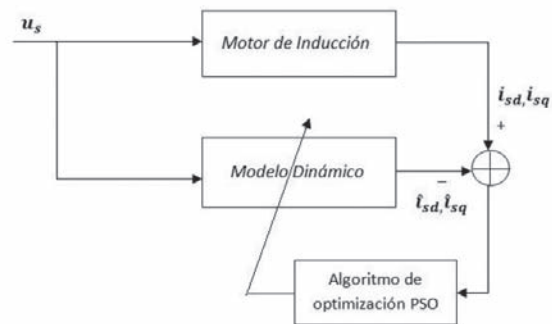 u_s
Motor de Inducción
i_sd, i_sq
+
Modelo Dinámico
−
î_sd, î_sq
Algoritmo de
optimización PSO